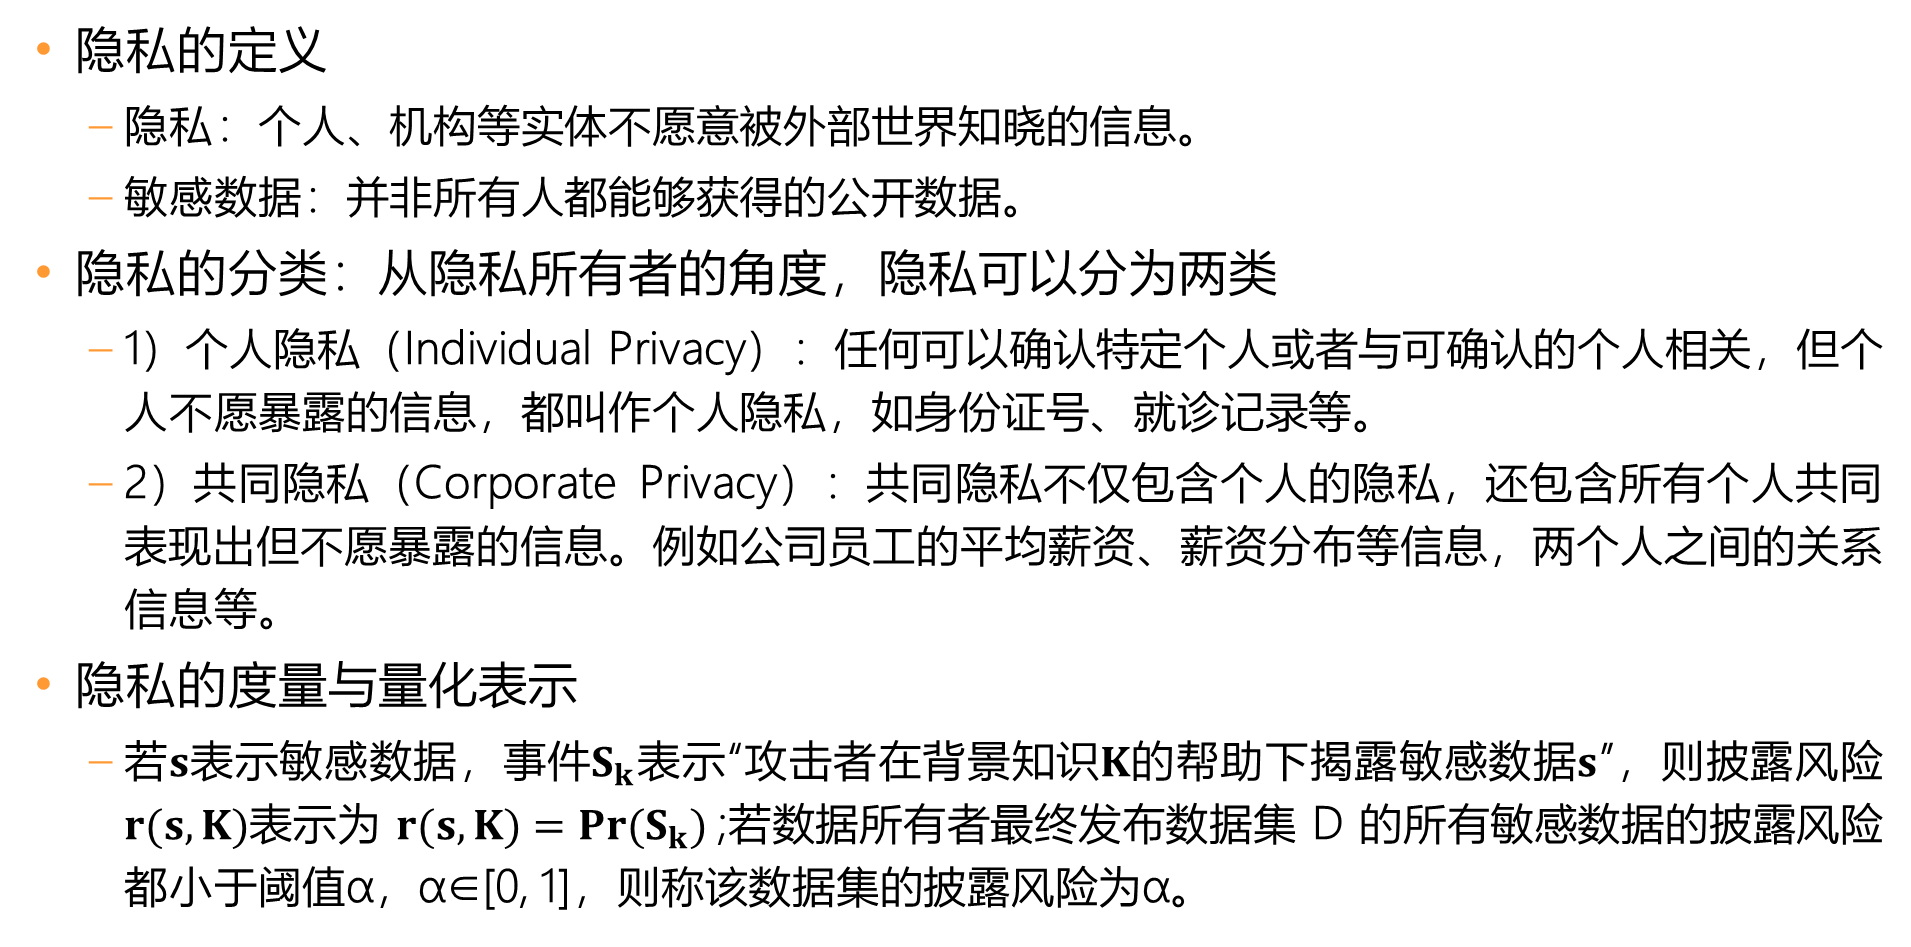 • 隐私的定义
– 隐私：个人、机构等实体不愿意被外部世界知晓的信息。
– 敏感数据：并非所有人都能够获得的公开数据。
• 隐私的分类：从隐私所有者的角度，隐私可以分为两类
– 1）个人隐私（Individual Privacy）：任何可以确认特定个人或者与可确认的个人相关，但个
人不愿暴露的信息，都叫作个人隐私，如身份证号、就诊记录等。
– 2）共同隐私（Corporate Privacy）：共同隐私不仅包含个人的隐私，还包含所有个人共同
表现出但不愿暴露的信息。例如公司员工的平均薪资、薪资分布等信息，两个人之间的关系
信息等。
• 隐私的度量与量化表示
– 若s表示敏感数据，事件Sₖ表示“攻击者在背景知识K的帮助下揭露敏感数据s”，则披露风险
r(s,K)表示为 r(s,K) = Pr(Sₖ) ;若数据所有者最终发布数据集 D 的所有敏感数据的披露风险
都小于阈值α，α∈[0, 1]，则称该数据集的披露风险为α。